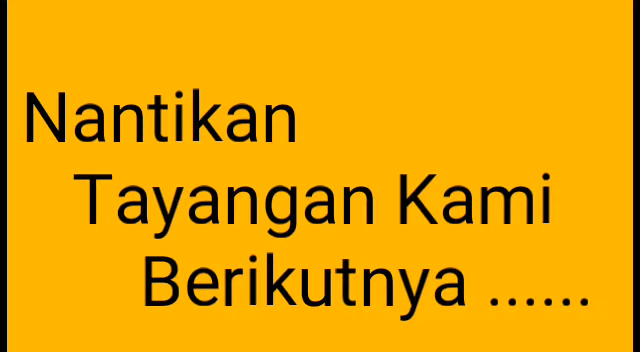 Nantikan
Tayangan Kami
Berikutnya ......